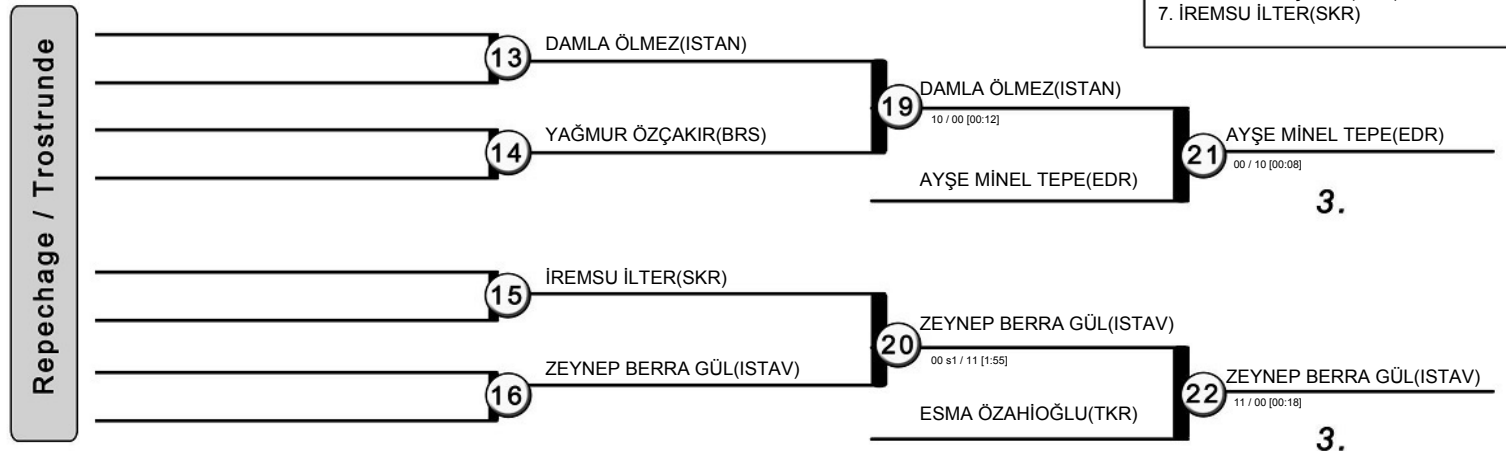 7. İREMSU İLTER(SKR)
Repechage / Trostrunde
13
DAMLA ÖLMEZ(ISTAN)
14
YAĞMUR ÖZÇAKIR(BRS)
19
DAMLA ÖLMEZ(ISTAN)
10 / 00 [00:12]
AYŞE MİNEL TEPE(EDR)
21
AYŞE MİNEL TEPE(EDR)
00 / 10 [00:08]
3.
15
İREMSU İLTER(SKR)
16
ZEYNEP BERRA GÜL(ISTAV)
20
ZEYNEP BERRA GÜL(ISTAV)
00 s1 / 11 [1:55]
ESMA ÖZAHİOĞLU(TKR)
22
ZEYNEP BERRA GÜL(ISTAV)
11 / 00 [00:18]
3.